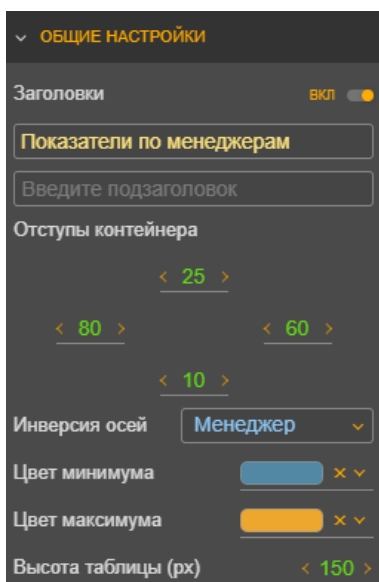 ОБЩИЕ НАСТРОЙКИ
Заголовки ВКЛ
Показатели по менеджерам
Введите подзаголовок
Отступы контейнера
25
80 60
10
Инверсия осей Менеджер
Цвет минимума
Цвет максимума
Высота таблицы (px) 150